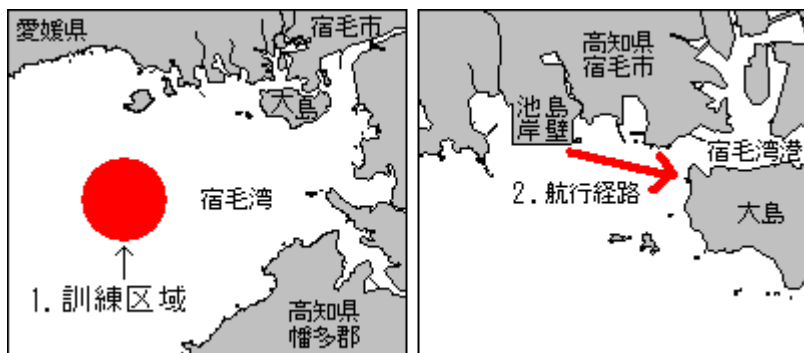 愛媛県
宿毛市
大島
宿毛湾
1.訓練区域
高知県
幡多郡
高知県
宿毛市
池島
岸壁
宿毛湾港
2.航行経路
大島